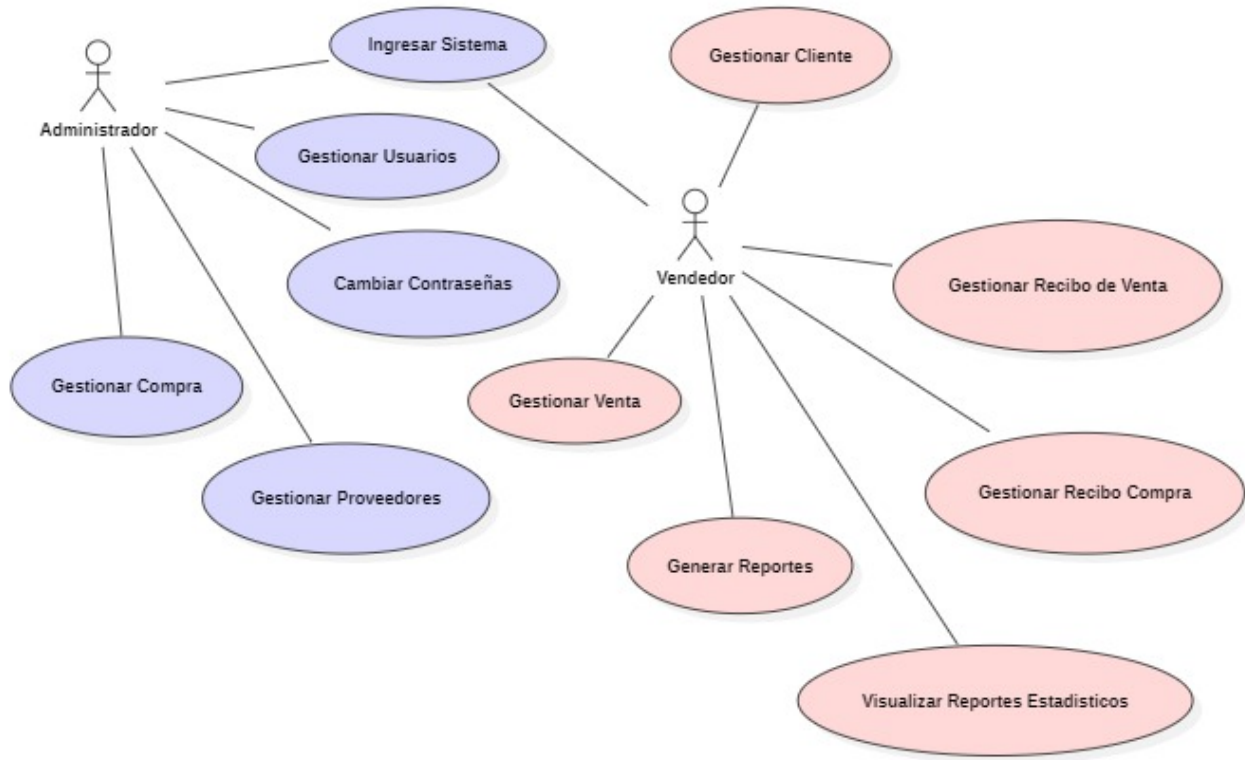 Ingresar Sistema
Gestionar Cliente
Administrador
Gestionar Usuarios
Vendedor
Cambiar Contraseñas
Gestionar Recibo de Venta
Gestionar Compra
Gestionar Venta
Gestionar Proveedores
Gestionar Recibo Compra
Generar Reportes
Visualizar Reportes Estadisticos